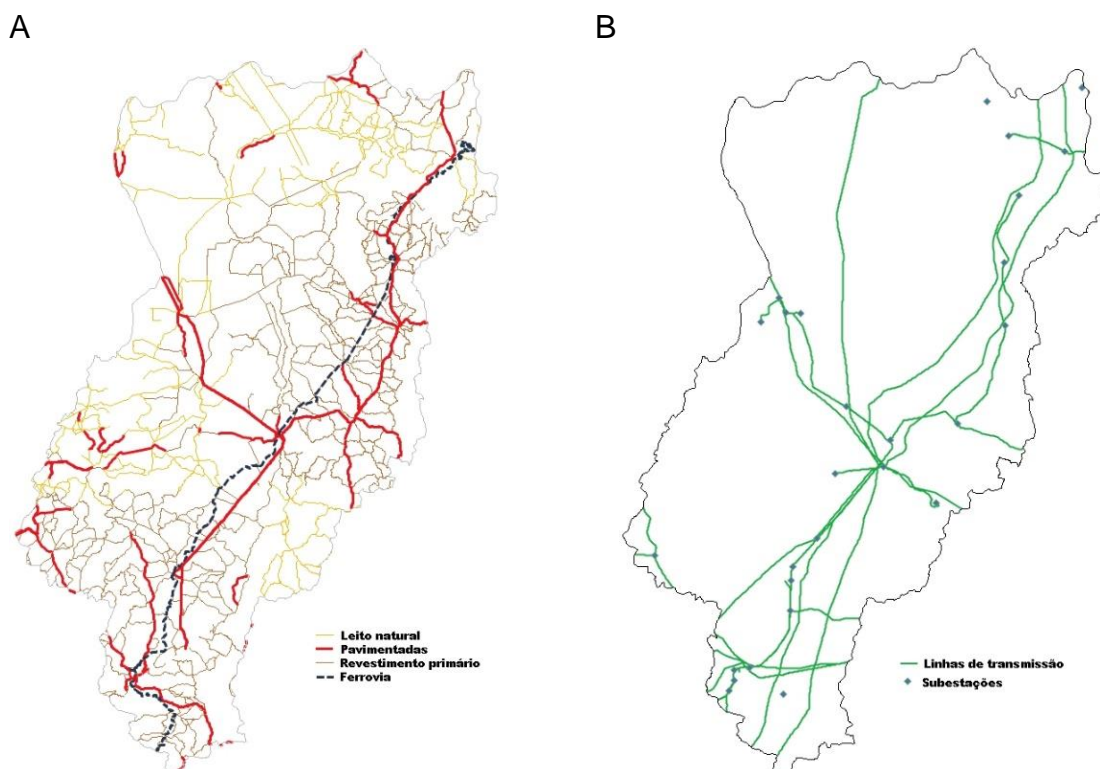 A
B
Leito natural
Pavimentadas
Revestimento primário
Ferrovia
Linhas de transmissão
Subestações